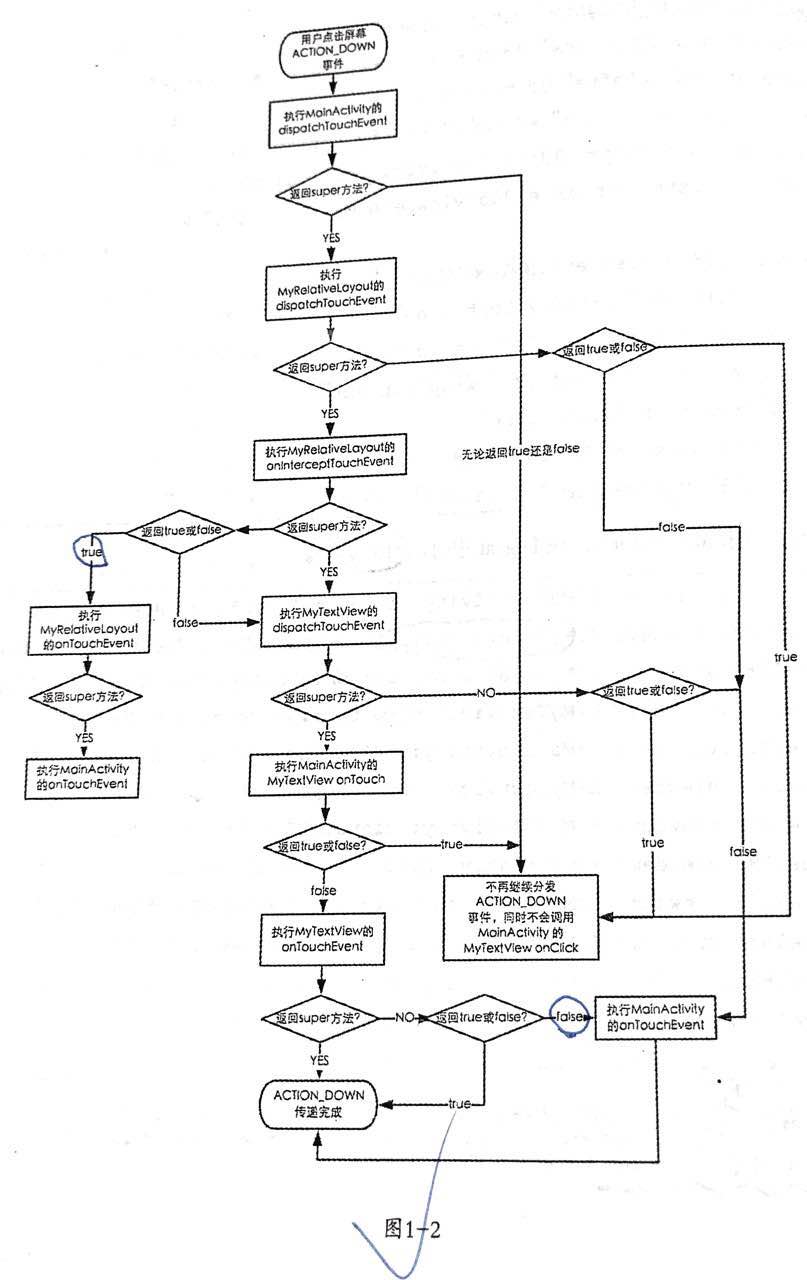 用户点击屏幕
ACTION_DOWN
事件
执行MainActivity的
dispatchTouchEvent
返回super方法?
YES
执行
MyRelativeLayout的
dispatchTouchEvent
返回super方法?
返回true或false
YES
执行MyRelativeLayout的
onInterceptTouchEvent
无论返回true还是false
返回true或false
返回super方法?
false
true
YES
执行
MyRelativeLayout
的onTouchEvent
false
执行MyTextView的
dispatchTouchEvent
true
返回super方法?
返回super方法?
NO
返回true或false?
YES
YES
执行MainActivity
的onTouchEvent
执行MainActivity的
MyTextView onTouch
返回true或false?
true
true
false
false
不再继续分发
ACTION_DOWN
事件，同时不会调用
MainActivity 的
MyTextView onClick
执行MyTextView的
onTouchEvent
返回super方法?
NO
返回true或false?
false
执行MainActivity
的onTouchEvent
YES
ACTION_DOWN
传递完成
true
图1-2